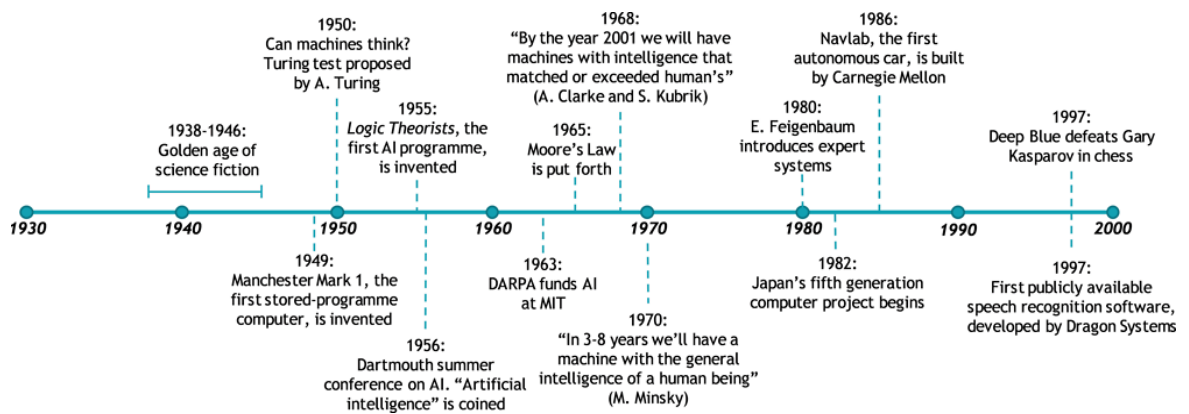 1950:
Can machines think?
Turing test proposed
by A. Turing
1968:
“By the year 2001 we will have
machines with intelligence that
matched or exceeded human’s”
(A. Clarke and S. Kubrik)
1986:
Navlab, the first
autonomous car, is built
by Carnegie Mellon
1938-1946:
Golden age of
science fiction
1955:
Logic Theorists, the
first AI programme,
is invented
1965:
Moore’s Law
is put forth
1980:
E. Feigenbaum
introduces expert
systems
1997:
Deep Blue defeats Gary
Kasparov in chess
1930
1940
1950
1960
1970
1980
1990
2000
1949:
Manchester Mark 1, the
first stored-programme
computer, is invented
1956:
Dartmouth summer
conference on AI. “Artificial
intelligence” is coined
1963:
DARPA funds AI
at MIT
1970:
“In 3-8 years we’ll have a
machine with the general
intelligence of a human being”
(M. Minsky)
1982:
Japan’s fifth generation
computer project begins
1997:
First publicly available
speech recognition software,
developed by Dragon Systems